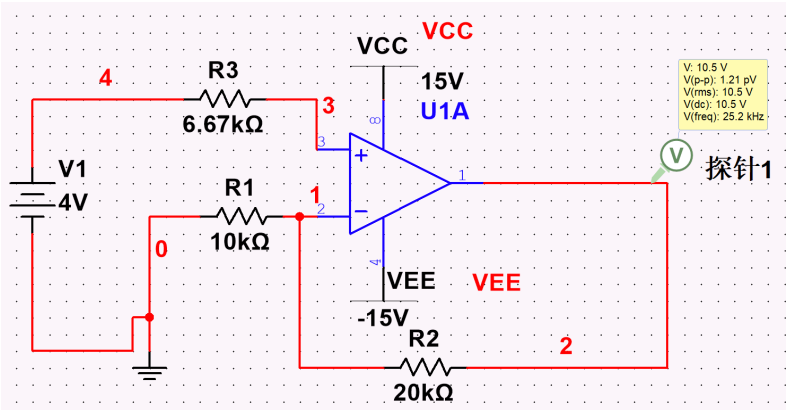 VCC
VCC
15V
U1A
8
4
R3
6.67kΩ
3
3
V1
4V
R1
10kΩ
1
2
0
1
4
VEE
VEE
-15V
R2
20kΩ
2
V: 10.5 V
V(p-p): 1.21 pV
V(rms): 10.5 V
V(dc): 10.5 V
V(freq): 25.2 kHz
V
探针1